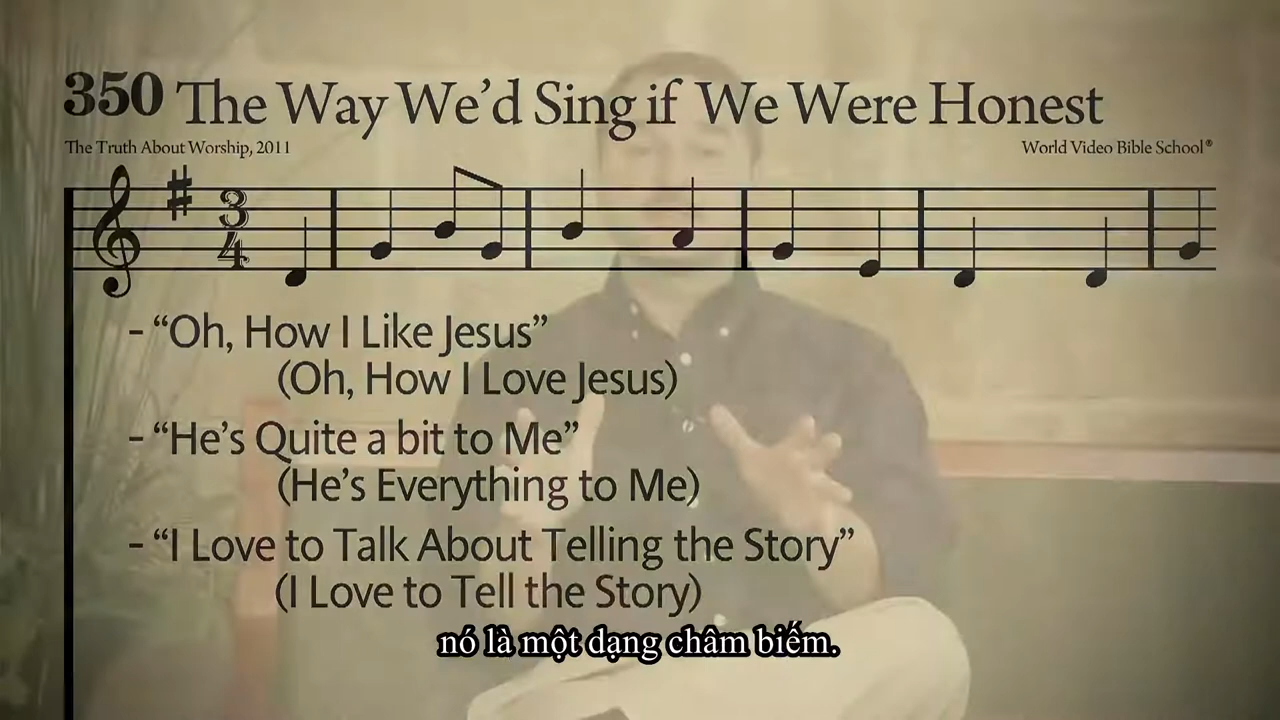 350 The Way We’d Sing if We Were Honest
The Truth About Worship, 2011 World Video Bible School®
3
4
- “Oh, How I Like Jesus”
(Oh, How I Love Jesus)
- “He’s Quite a bit to Me”
(He’s Everything to Me)
- “I Love to Talk About Telling the Story”
(I Love to Tell the Story)
nó là một dạng châm biếm.